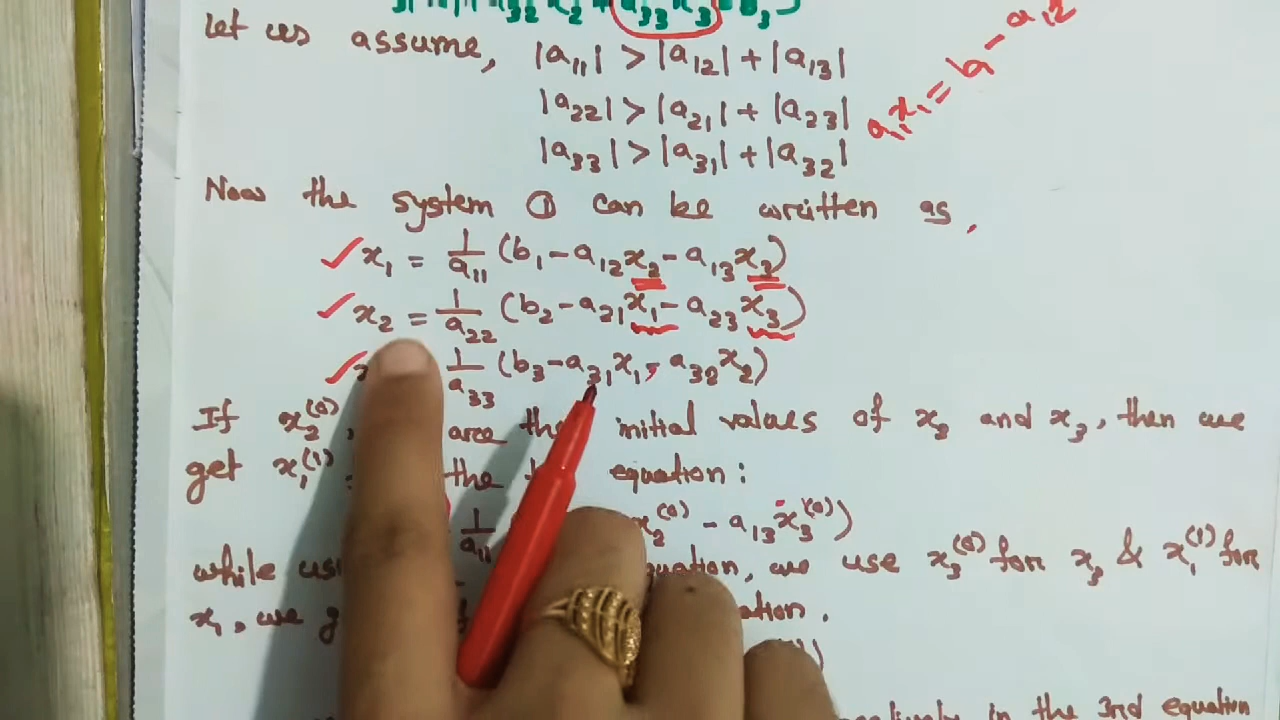 a₃₂x₂ + a₃₃x₃
Let us assume, |a₁₁| > |a₁₂| + |a₁₃|
|a₂₂| > |a₂₁| + |a₂₃|
|a₃₃| > |a₃₁| + |a₃₂|
a₁₁x₁ = b - a₁₂
Now the system ① can be written as,
✓ x₁ = 1/a₁₁ (b₁ - a₁₂x₂ - a₁₃x₃)
✓ x₂ = 1/a₂₂ (b₂ - a₂₁x₁ - a₂₃x₃)
✓ 1/a₃₃ (b₃ - a₃₁x₁ - a₃₂x₂)
If x₂⁽⁰⁾, are the initial values of x₂ and x₃, then we
get x₁⁽¹⁾ the equation:
1/a₁₁ x₂⁽⁰⁾ - a₁₃x₃⁽⁰⁾)
while equation, we use x₃⁽⁰⁾ for x₃ & x₁⁽¹⁾ for
x₁, we
in the 3rd equation